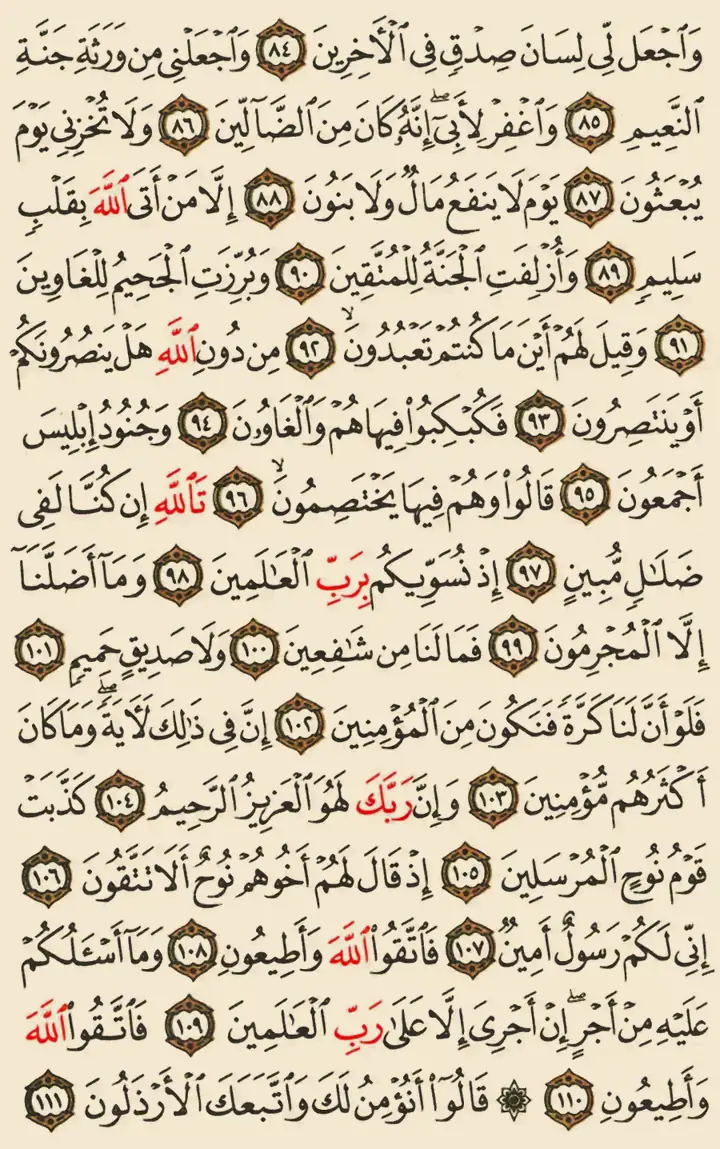 وَٱجۡعَل لِّي لِسَانَ صِدۡقٖ فِي ٱلۡأٓخِرِينَ ٨٤ وَٱجۡعَلۡنِي مِن وَرَثَةِ جَنَّةِ
ٱلنَّعِيمِ ٨٥ وَٱغۡفِرۡ لِأَبِيٓ إِنَّهُۥ كَانَ مِنَ ٱلضَّآلِّينَ ٨٦ وَلَا تُخۡزِنِي يَوۡمَ
يُبۡعَثُونَ ٨٧ يَوۡمَ لَا يَنفَعُ مَالٞ وَلَا بَنُونَ ٨٨ إِلَّا مَنۡ أَتَى ٱللَّهَ بِقَلۡبٖ
سَلِيمٖ ٨٩ وَأُزۡلِفَتِ ٱلۡجَنَّةُ لِلۡمُتَّقِينَ ٩٠ وَبُرِّزَتِ ٱلۡجَحِيمُ لِلۡغَاوِينَ
٩١ وَقِيلَ لَهُمۡ أَيۡنَ مَا كُنتُمۡ تَعۡبُدُونَۙ ٩٢ مِن دُونِ ٱللَّهِ هَلۡ يَنصُرُونَكُمۡ
أَوۡ يَنتَصِرُونَ ٩٣ فَكُبۡكِبُواْ فِيهَا هُمۡ وَٱلۡغَاوُۥنَ ٩٤ وَجُنُودُ إِبۡلِيسَ
أَجۡمَعُونَ ٩٥ قَالُواْ وَهُمۡ فِيهَا يَخۡتَصِمُونَۙ ٩٦ تَٱللَّهِ إِن كُنَّا لَفِي
ضَلَٰلٖ مُّبِينٍ ٩٧ إِذۡ نُسَوِّيكُم بِرَبِّ ٱلۡعَٰلَمِينَ ٩٨ وَمَآ أَضَلَّنَآ
إِلَّا ٱلۡمُجۡرِمُونَ ٩٩ فَمَا لَنَا مِن شَٰفِعِينَ ١٠٠ وَلَا صَدِيقٍ حَمِيمٖ ١٠١
فَلَوۡ أَنَّ لَنَا كَرَّةٗ فَنَكُونَ مِنَ ٱلۡمُؤۡمِنِينَ ١٠٢ إِنَّ فِي ذَٰلِكَ لَأٓيَةٗۖ وَمَا كَانَ
أَكۡثَرُهُم مُّؤۡمِنِينَ ١٠٣ وَإِنَّ رَبَّكَ لَهُوَ ٱلۡعَزِيزُ ٱلرَّحِيمُ ١٠٤ كَذَّبَتۡ
قَوۡمُ نُوحٍ ٱلۡمُرۡسَلِينَ ١٠٥ إِذۡ قَالَ لَهُمۡ أَخُوهُمۡ نُوحٌ أَلَا تَتَّقُونَ ١٠٦
إِنِّي لَكُمۡ رَسُولٌ أَمِينٞ ١٠٧ فَٱتَّقُواْ ٱللَّهَ وَأَطِيعُونِ ١٠٨ وَمَآ أَسۡـَٔلُكُمۡ
عَلَيۡهِ مِنۡ أَجۡرٍۖ إِنۡ أَجۡرِيَ إِلَّا عَلَىٰ رَبِّ ٱلۡعَٰلَمِينَ ١٠٩ فَٱتَّقُواْ ٱللَّهَ
وَأَطِيعُونِ ١١٠ ۞ قَالُوٓاْ أَنُؤۡمِنُ لَكَ وَٱتَّبَعَكَ ٱلۡأَرۡذَلُونَ ١١١